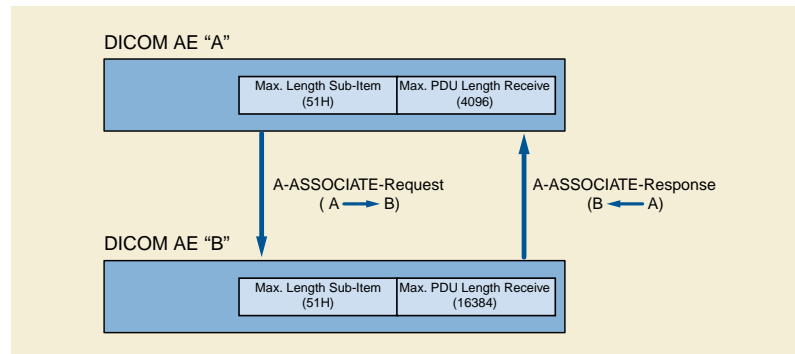 DICOM AE “A”
Max. Length Sub-Item
(51H)
Max. PDU Length Receive
(4096)
A-ASSOCIATE-Request
( A B)
A-ASSOCIATE-Response
(B A)
DICOM AE “B”
Max. Length Sub-Item
(51H)
Max. PDU Length Receive
(16384)